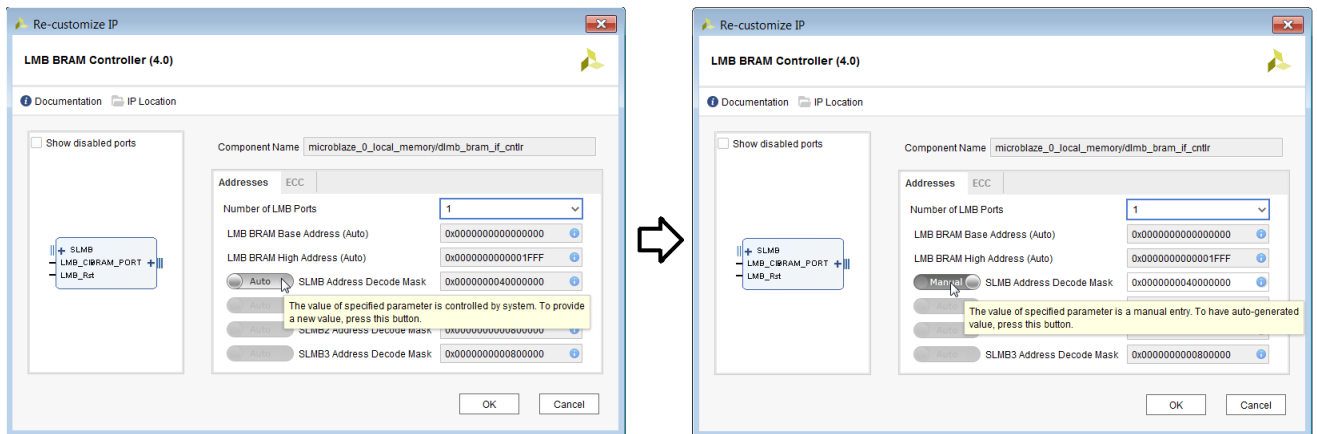 Re-customize IP
LMB BRAM Controller (4.0)
Documentation IP Location
Show disabled ports
SLMB
LMB_Rst
Component Name microblaze_0_local_memory/dlmb_bram_if_cntlr
Addresses ECC
Number of LMB Ports 1
LMB BRAM Base Address (Auto) 0x0000000000000000
LMB BRAM High Address (Auto) 0x0000000000001FFF
Auto SLMB Address Decode Mask 0x0000000040000000
Auto
The value of specified parameter is controlled by system. To provide
a new value, press this button.
Auto SLMB2 Address Decode Mask 0x0000000000800000
Auto SLMB3 Address Decode Mask 0x0000000000800000
OK Cancel
Re-customize IP
LMB BRAM Controller (4.0)
Documentation IP Location
Show disabled ports
SLMB
LMB_Rst
Component Name microblaze_0_local_memory/dlmb_bram_if_cntlr
Addresses ECC
Number of LMB Ports 1
LMB BRAM Base Address (Auto) 0x0000000000000000
LMB BRAM High Address (Auto) 0x0000000000001FFF
Manual SLMB Address Decode Mask 0x0000000040000000
Auto
The value of specified parameter is a manual entry. To have auto-generated
value, press this button.
Auto SLMB3 Address Decode Mask 0x0000000000800000
OK Cancel